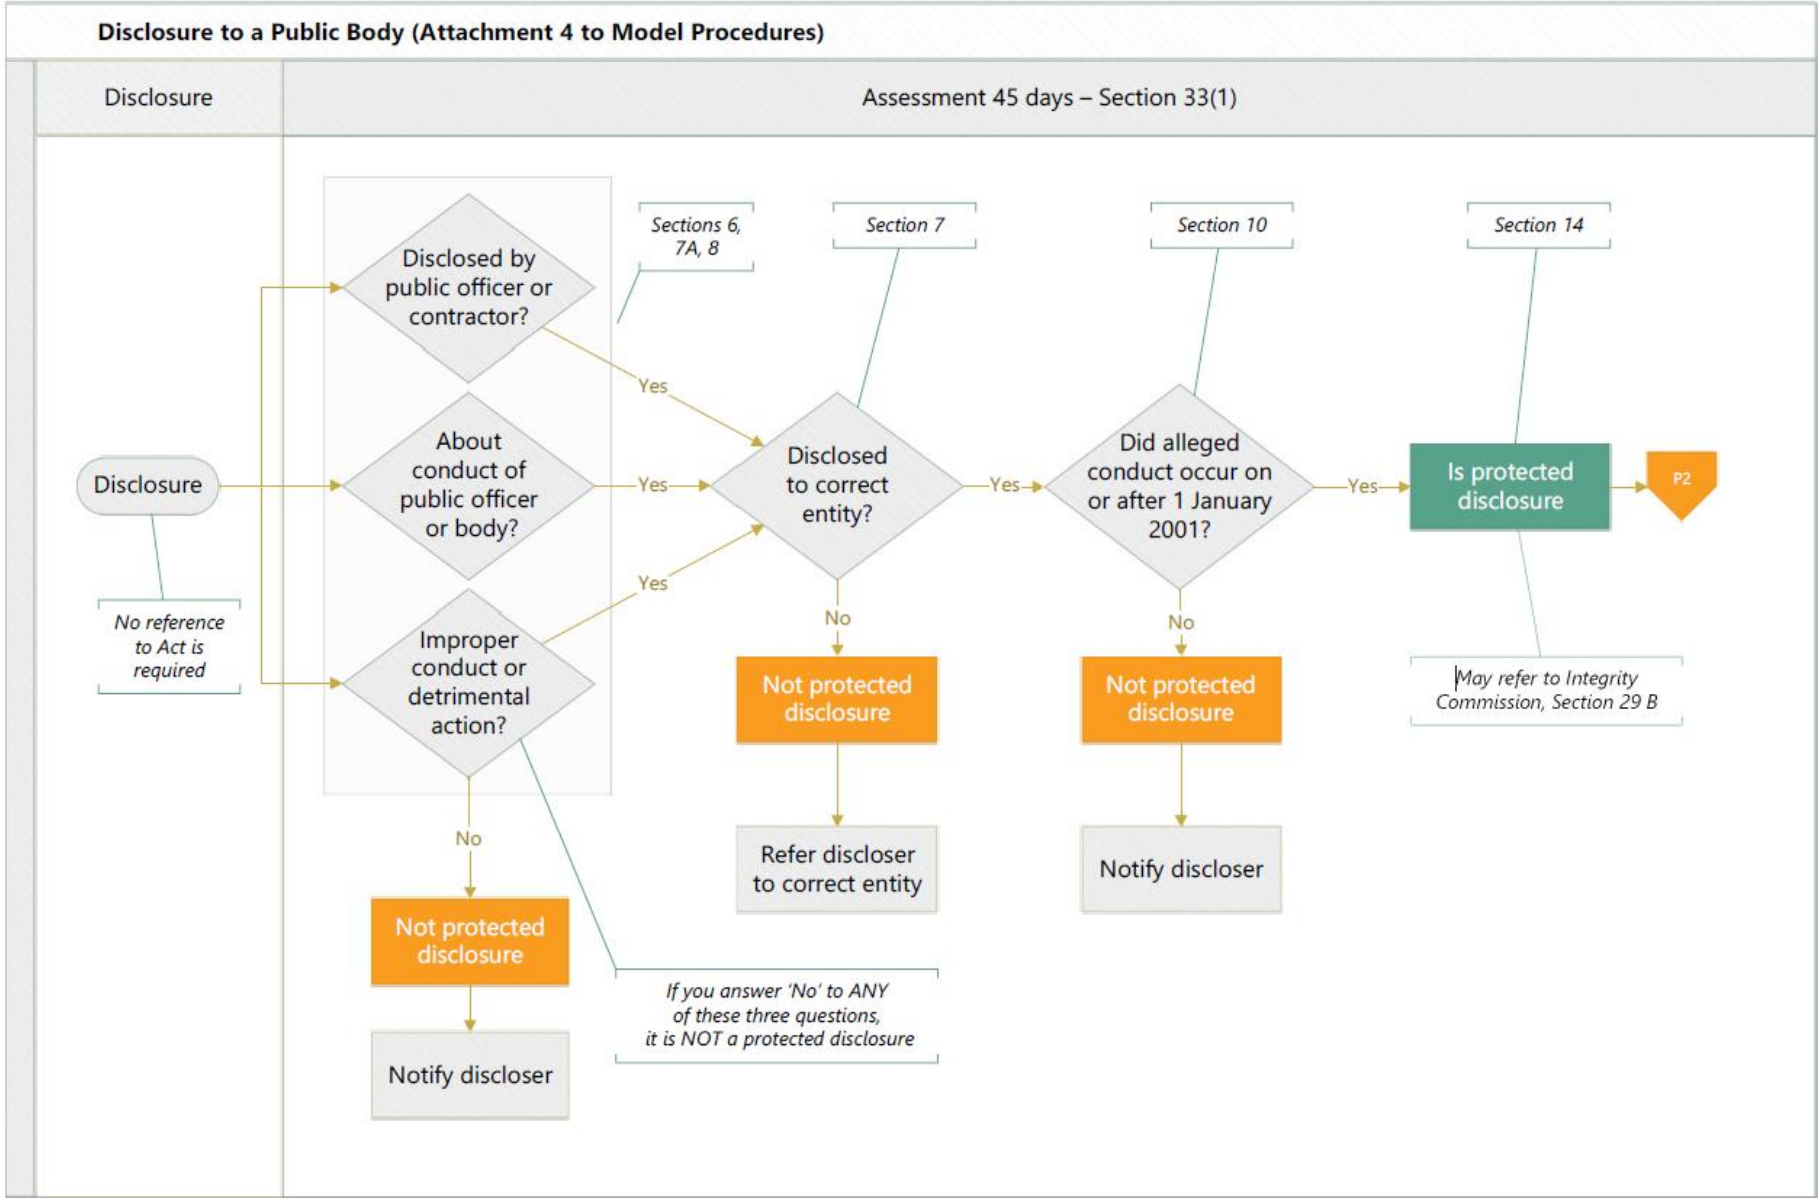 Disclosure to a Public Body (Attachment 4 to Model Procedures)
Disclosure
Assessment 45 days – Section 33(1)
Disclosed by
public officer or
contractor?
Sections 6,
7A, 8
Section 7
Section 10
Section 14
Yes
About
conduct of
public officer
or body?
Disclosure
Yes
Disclosed
to correct
entity?
Yes
Did alleged
conduct occur on
or after 1 January
2001?
Yes
Is protected
disclosure
P2
Yes
No reference
to Act is
required
Improper
conduct or
detrimental
action?
No
No
Not protected
disclosure
Not protected
disclosure
May refer to Integrity
Commission, Section 29 B
No
Refer discloser
to correct entity
Notify discloser
Not protected
disclosure
If you answer ‘No’ to ANY
of these three questions,
it is NOT a protected disclosure
Notify discloser